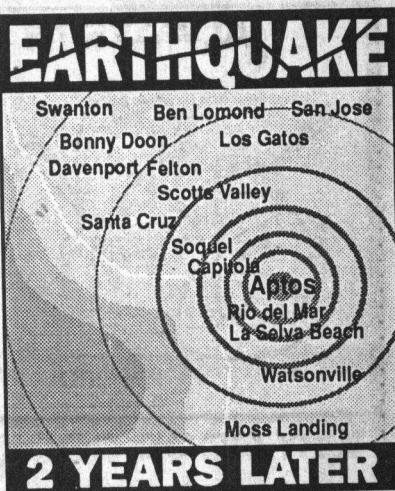 EARTHQUAKE
Swanton Ben Lomond San Jose
Bonny Doon Los Gatos
Davenport Felton
Scotts Valley
Santa Cruz
Soquel
Capitola
Aptos
Rio del Mar
La Selva Beach
Watsonville
Moss Landing
2 YEARS LATER